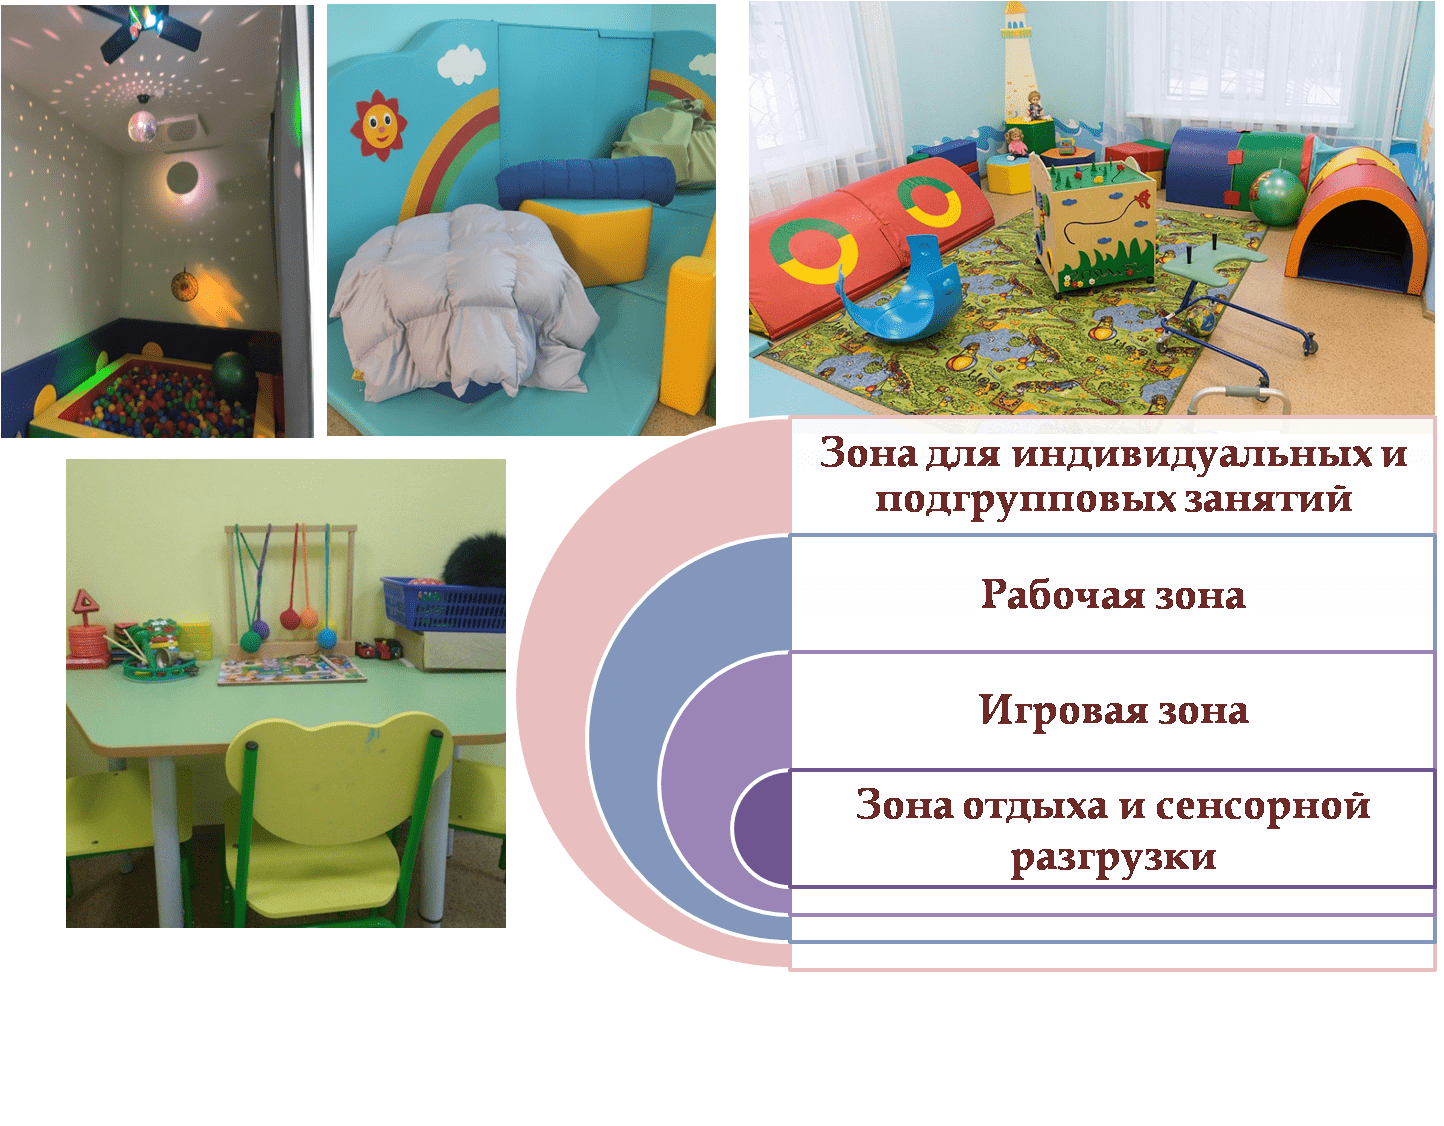 Зона для индивидуальных и
подгрупповых занятий
Рабочая зона
Игровая зона
Зона отдыха и сенсорной
разгрузки